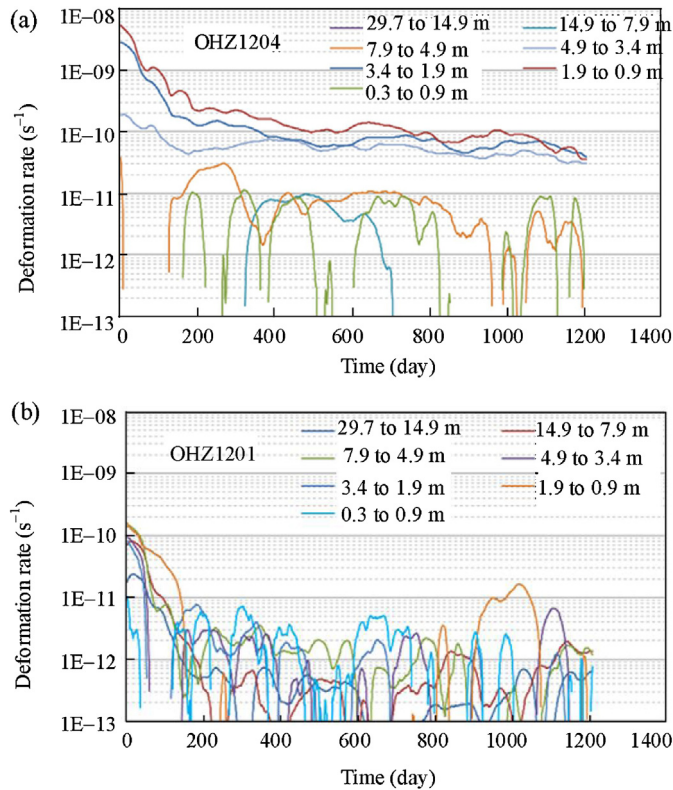 (a)
1E–08
1E–09
1E–10
1E–11
1E–12
1E–13
Deformation rate (s⁻¹)
OHZ1204
29.7 to 14.9 m
14.9 to 7.9 m
7.9 to 4.9 m
4.9 to 3.4 m
3.4 to 1.9 m
1.9 to 0.9 m
0.3 to 0.9 m
0 200 400 600 800 1000 1200 1400
Time (day)
(b)
1E–08
1E–09
1E–10
1E–11
1E–12
1E–13
Deformation rate (s⁻¹)
OHZ1201
29.7 to 14.9 m
14.9 to 7.9 m
7.9 to 4.9 m
4.9 to 3.4 m
3.4 to 1.9 m
1.9 to 0.9 m
0.3 to 0.9 m
0 200 400 600 800 1000 1200 1400
Time (day)